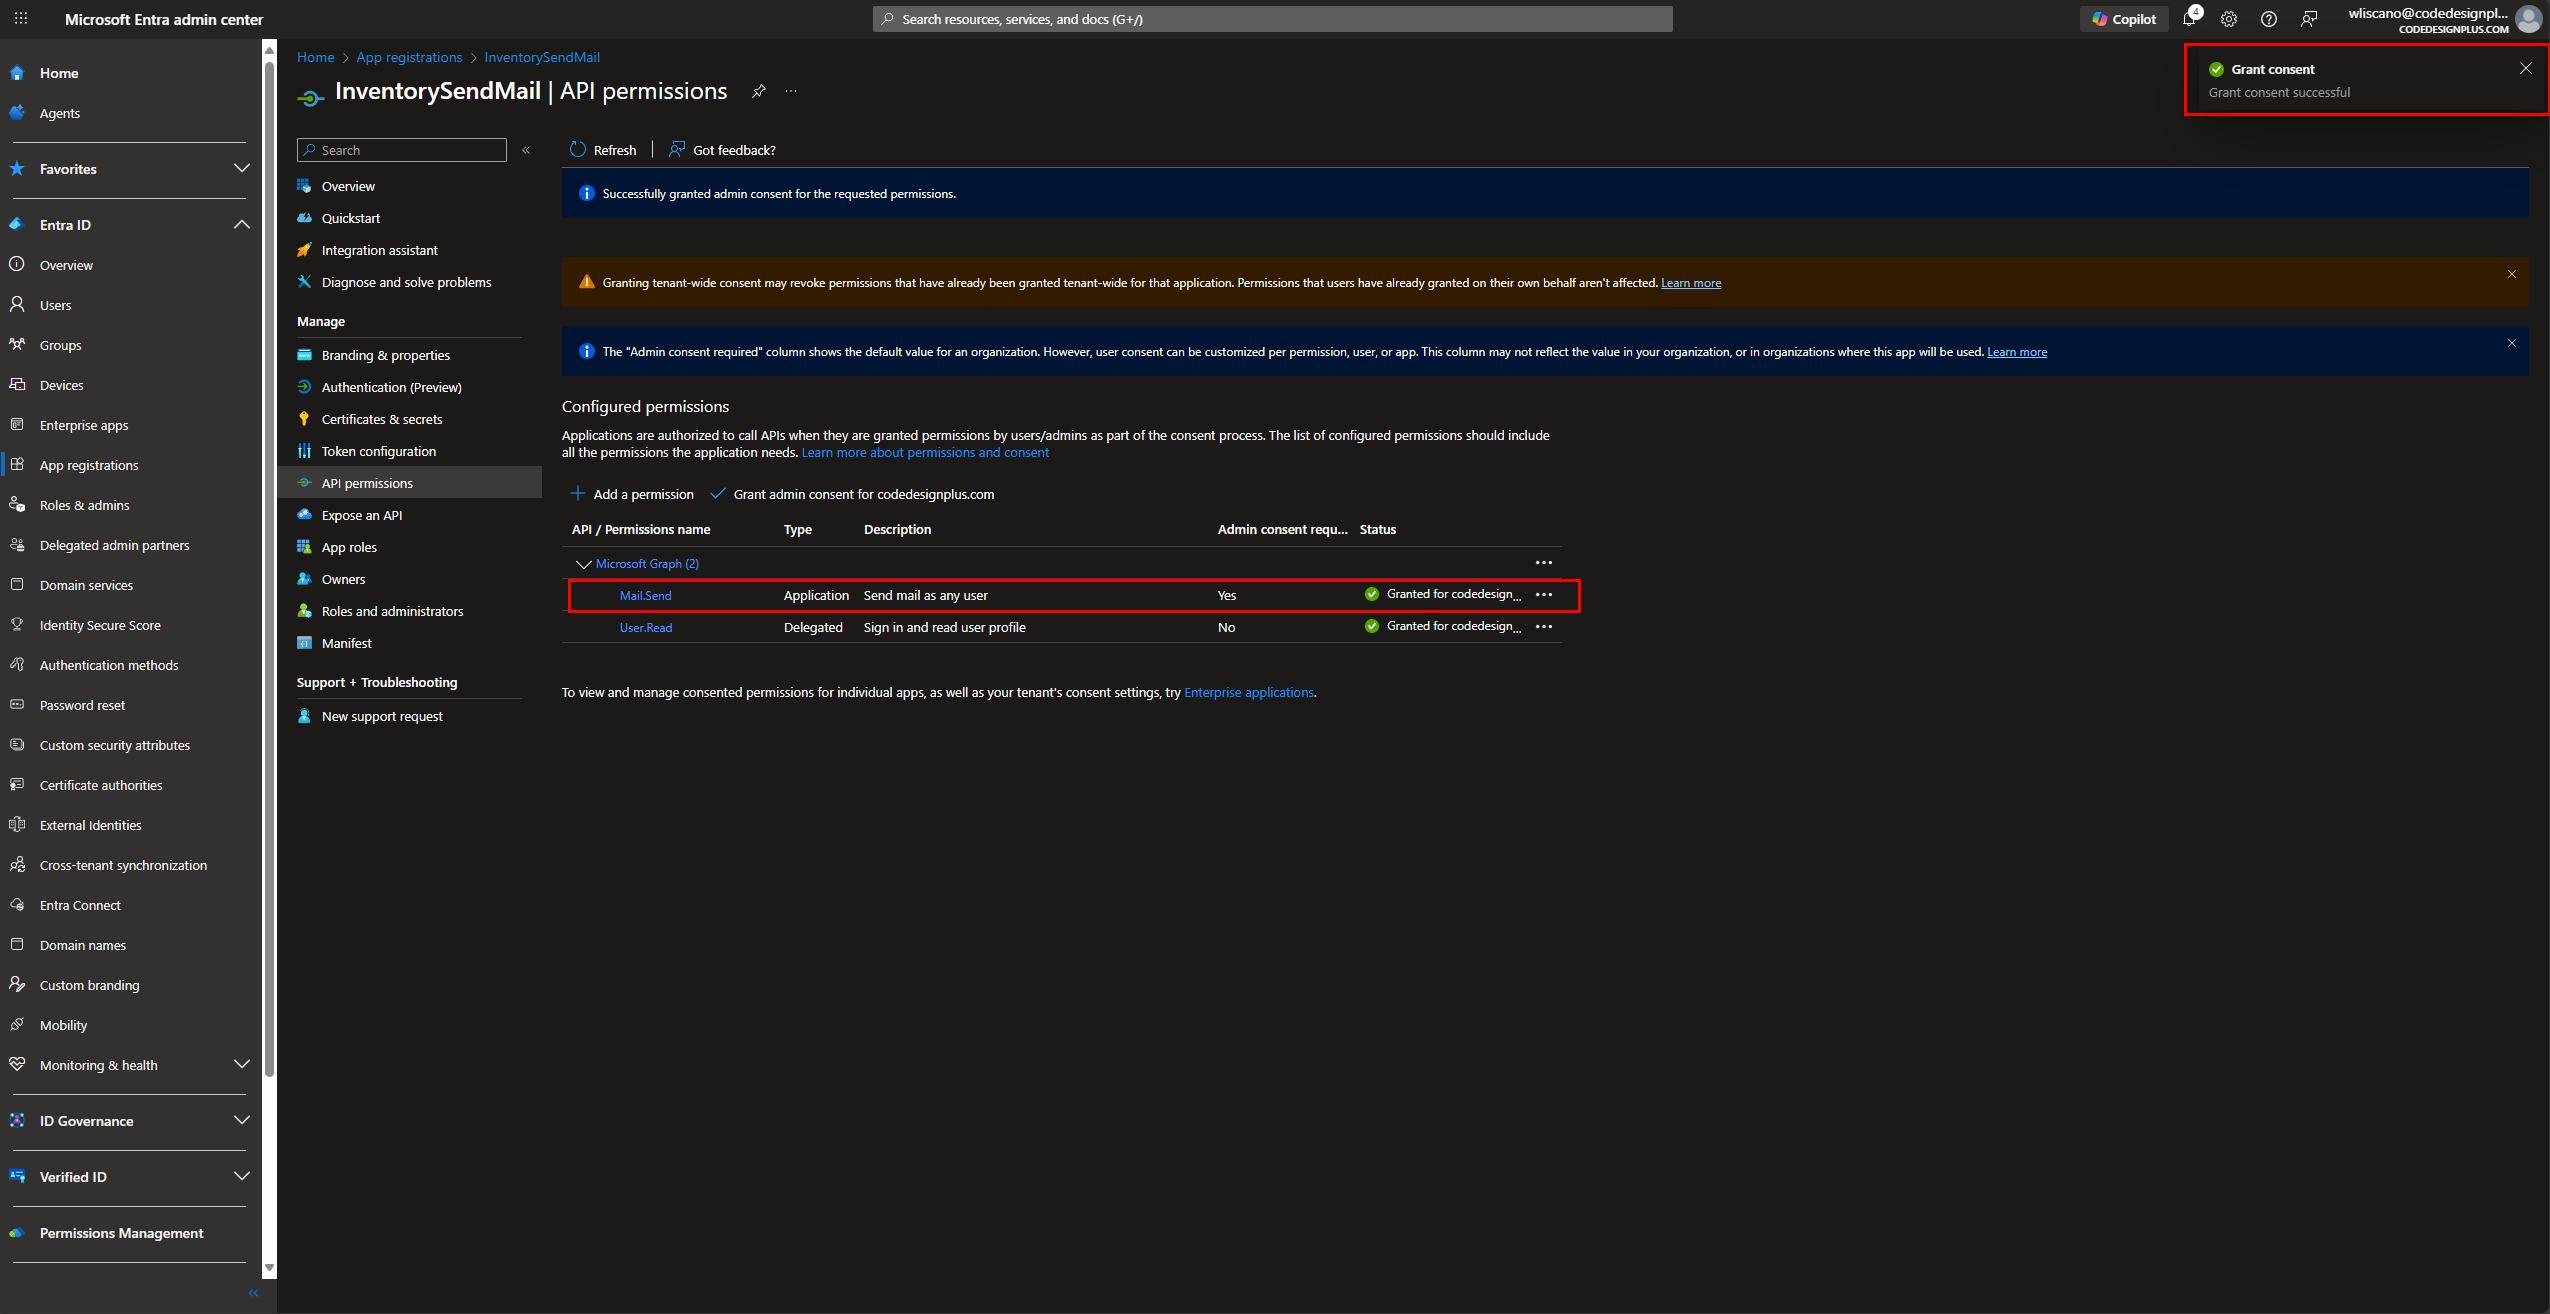 Microsoft Entra admin center
Search resources, services, and docs (G+/)
Copilot
4
wliscano@codedesignpl...
CODEDESIGNPLUS.COM
Home
Agents
Favorites
Entra ID
Overview
Users
Groups
Devices
Enterprise apps
App registrations
Roles & admins
Delegated admin partners
Domain services
Identity Secure Score
Authentication methods
Password reset
Custom security attributes
Certificate authorities
External Identities
Cross-tenant synchronization
Entra Connect
Domain names
Custom branding
Mobility
Monitoring & health
ID Governance
Verified ID
Permissions Management
Home > App registrations > InventorySendMail
InventorySendMail | API permissions
Search
Overview
Quickstart
Integration assistant
Diagnose and solve problems
Manage
Branding & properties
Authentication (Preview)
Certificates & secrets
Token configuration
API permissions
Expose an API
App roles
Owners
Roles and administrators
Manifest
Support + Troubleshooting
New support request
Grant consent
Grant consent successful
Refresh | Got feedback?
Successfully granted admin consent for the requested permissions.
Granting tenant-wide consent may revoke permissions that have already been granted tenant-wide for that application. Permissions that users have already granted on their own behalf aren't affected. Learn more
The "Admin consent required" column shows the default value for an organization. However, user consent can be customized per permission, user, or app. This column may not reflect the value in your organization, or in organizations where this app will be used. Learn more
Configured permissions
Applications are authorized to call APIs when they are granted permissions by users/admins as part of the consent process. The list of configured permissions should include
all the permissions the application needs. Learn more about permissions and consent
Add a permission Grant admin consent for codedesignplus.com
API / Permissions name Type Description Admin consent requ... Status
Microsoft Graph (2) ...
Mail.Send Application Send mail as any user Yes Granted for codedesign... ...
User.Read Delegated Sign in and read user profile No Granted for codedesign... ...
To view and manage consented permissions for individual apps, as well as your tenant's consent settings, try Enterprise applications.